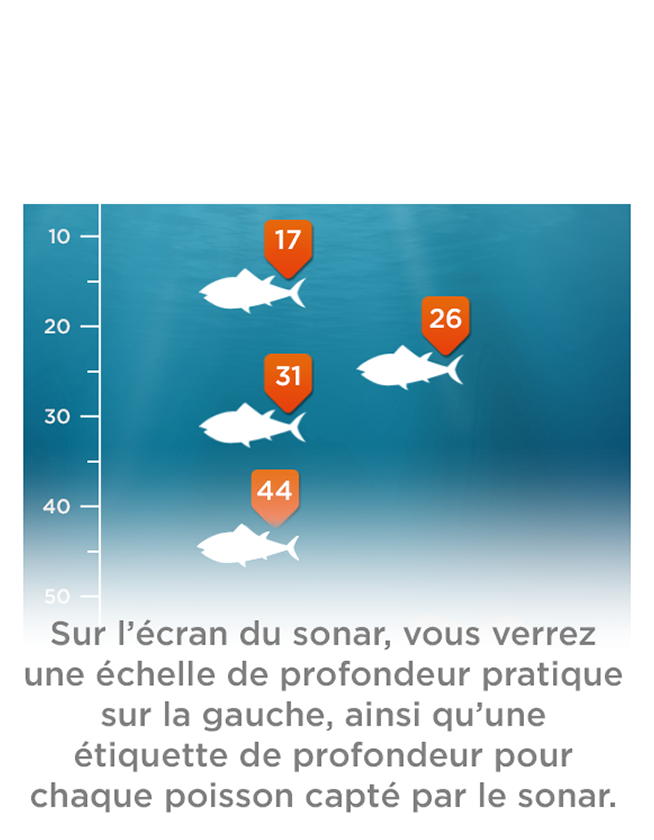 10
17
20
26
31
30
44
40
50
Sur l’écran du sonar, vous verrez
une échelle de profondeur pratique
sur la gauche, ainsi qu’une
étiquette de profondeur pour
chaque poisson capté par le sonar.